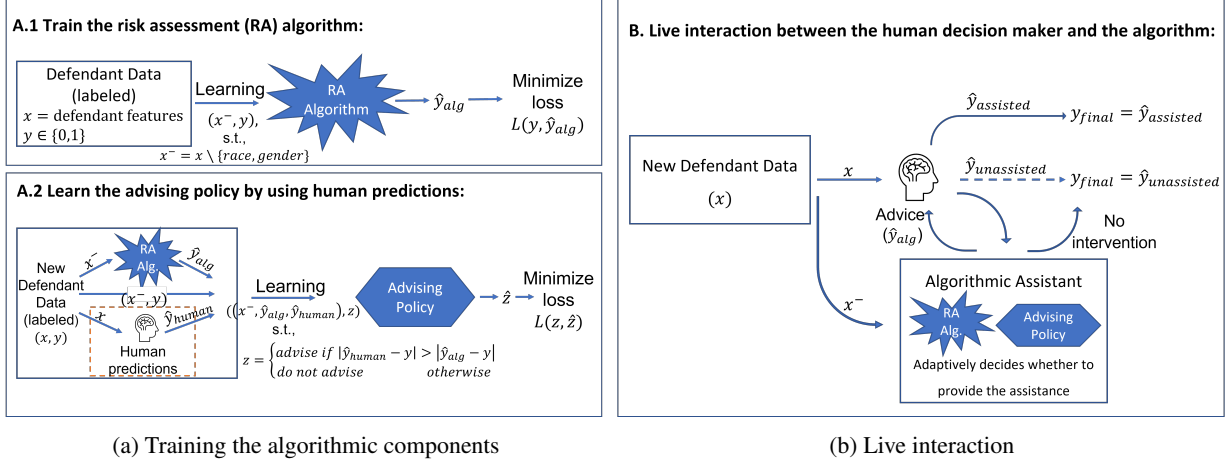 A.1 Train the risk assessment (RA) algorithm:
Defendant Data
(labeled)
x = defendant features
y ∈ {0,1}
Learning
(x⁻, y),
s.t.,
x⁻ = x \ {race, gender}
RA
Algorithm
ŷ_alg
Minimize
loss
L(y, ŷ_alg)
A.2 Learn the advising policy by using human predictions:
New
Defendant
Data
(labeled)
(x, y)
x⁻
RA
Alg.
ŷ_alg
(x⁻, y)
x
ŷ_human
Human
predictions
Learning
((x⁻, ŷ_alg, ŷ_human), z)
s.t.,
z = { advise if |ŷ_human − y| > |ŷ_alg − y|
do not advise otherwise
Advising
Policy
ẑ
Minimize
loss
L(z, ẑ)
(a) Training the algorithmic components
B. Live interaction between the human decision maker and the algorithm:
New Defendant Data
(x)
x
ŷ_assisted
y_final = ŷ_assisted
ŷ_unassisted
y_final = ŷ_unassisted
Advice
(ŷ_alg)
No
intervention
x⁻
Algorithmic Assistant
RA
Alg.
Advising
Policy
Adaptively decides whether to
provide the assistance
(b) Live interaction